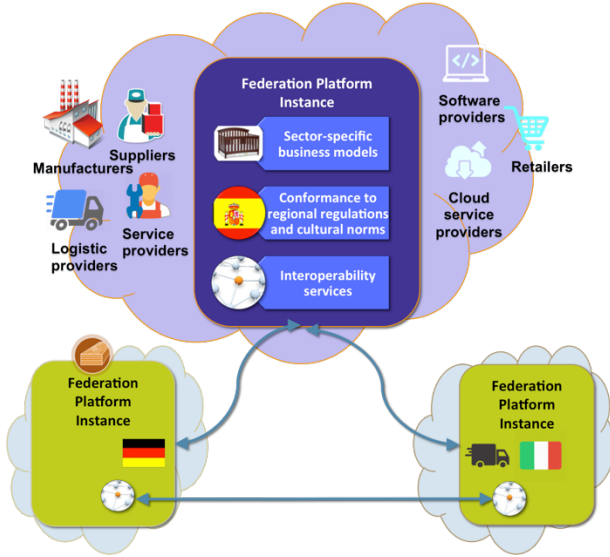 Federation Platform
Instance
Sector-specific
business models
Conformance to
regional regulations
and cultural norms
Interoperability
services
Manufacturers
Suppliers
Logistic
providers
Service
providers
</>
Software
providers
Retailers
Cloud
service
providers
Federation
Platform
Instance
Federation
Platform
Instance